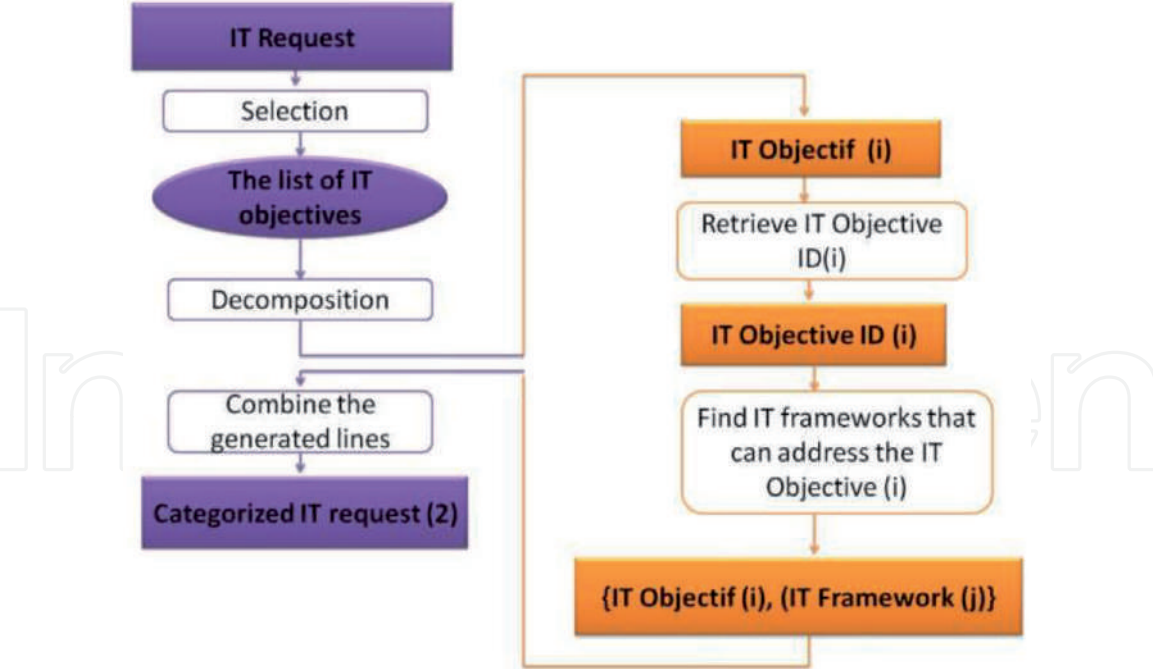 IT Request
Selection
The list of IT
objectives
Decomposition
Combine the
generated lines
Categorized IT request (2)
IT Objectif (i)
Retrieve IT Objective
ID(i)
IT Objective ID (i)
Find IT frameworks that
can address the IT
Objective (i)
{IT Objectif (i), (IT Framework (j)}